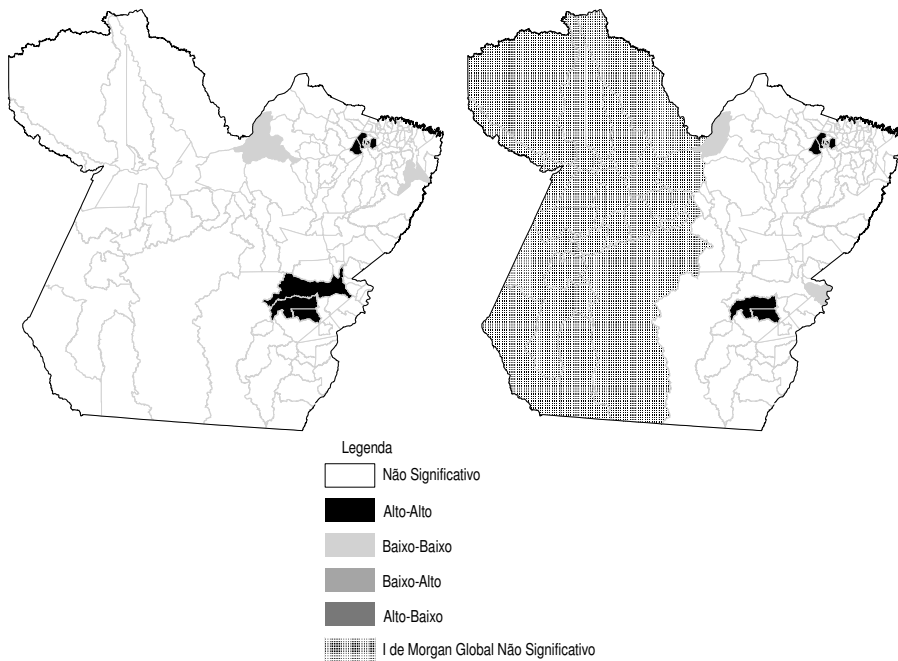 Legenda
Não Significativo
Alto-Alto
Baixo-Baixo
Baixo-Alto
Alto-Baixo
I de Morgan Global Não Significativo